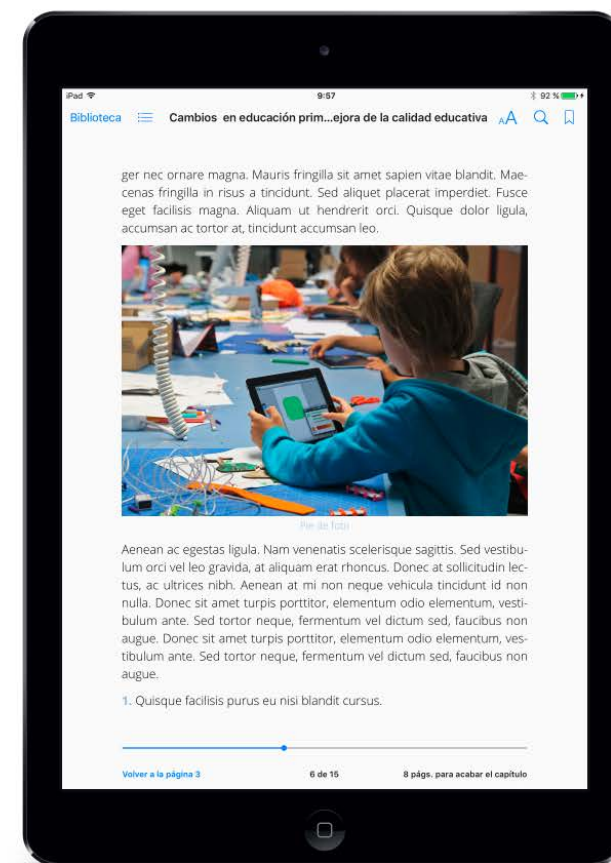 iPad 9:57 92 %
Biblioteca Cambios en educación prim...ejora de la calidad educativa AA
ger nec ornare magna. Mauris fringilla sit amet sapien vitae blandit. Mae-
cenas fringilla in risus a tincidunt. Sed aliquet placerat imperdiet. Fusce
eget facilisis magna. Aliquam ut hendrerit orci. Quisque dolor ligula,
accumsan ac tortor at, tincidunt accumsan leo.
Pie de foto
Aenean ac egestas ligula. Nam venenatis scelerisque sagittis. Sed vestibu-
lum orci vel leo gravida, at aliquam erat rhoncus. Donec at sollicitudin lec-
tus, ac ultrices nibh. Aenean at mi non neque vehicula tincidunt id non
nulla. Donec sit amet turpis porttitor, elementum odio elementum, vesti-
bulum ante. Sed tortor neque, fermentum vel dictum sed, faucibus non
augue. Donec sit amet turpis porttitor, elementum odio elementum, ves-
tibulum ante. Sed tortor neque, fermentum vel dictum sed, faucibus non
augue.
1. Quisque facilisis purus eu nisi blandit cursus.
Volver a la página 3 6 de 15 8 págs. para acabar el capítulo